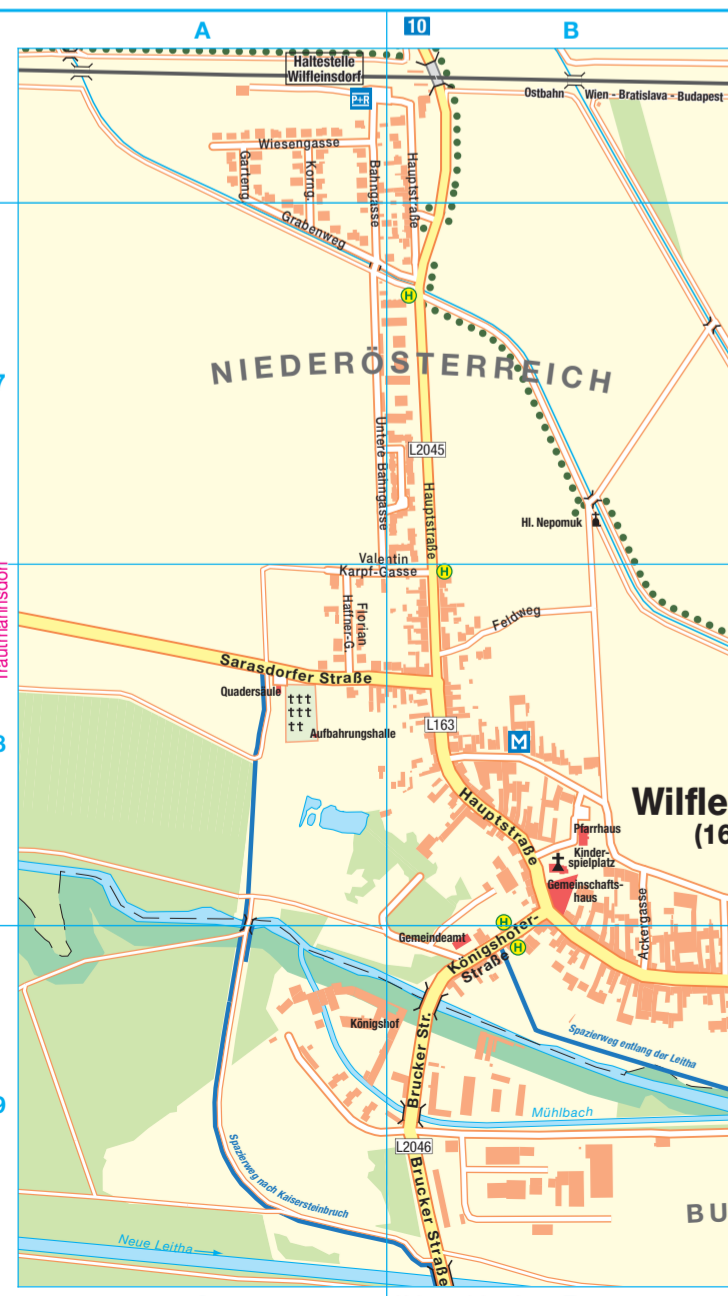 A
10
B
Haltestelle
Wilfleinsdorf
P+R
Ostbahn
Wien - Bratislava - Budapest
Wiesengasse
Garteng.
Korng.
Bahngasse
Hauptstraße
Grabenweg
H
NIEDERÖSTERREICH
7
Untere Bahngasse
L2045
Hauptstraße
Hl. Nepomuk
Valentin
Karpf-Gasse
H
Florian
Haffner-G.
Feldweg
Trautmannsdorf
Sarasdorfer Straße
Quadersäule
Aufbahrungshalle
L163
M
Wilfle
(16
Hauptstraße
Pfarrhaus
Kinder-
spielplatz
Gemeinschafts-
haus
Ackergasse
H
Gemeindeamt
H
Königshofer-
Straße
Königshof
Brucker Str.
Spazierweg entlang der Leitha
9
Mühlbach
L2046
Spazierweg nach Kaisersteinbruch
Brucker Straße
BU
Neue Leitha